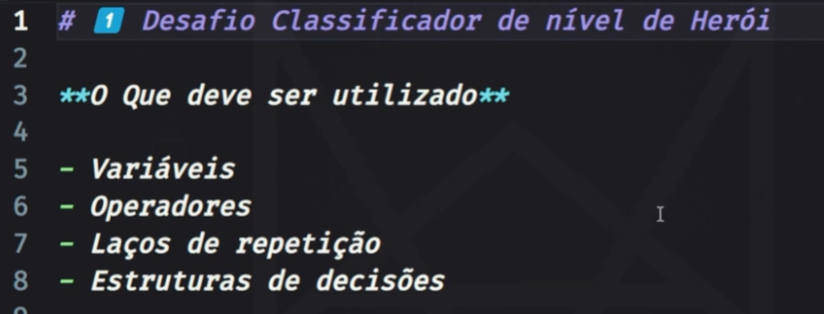 1 # 1️⃣ Desafio Classificador de nível de Herói
2
3 **O Que deve ser utilizado**
4
5 - Variáveis
6 - Operadores
7 - Laços de repetição
8 - Estruturas de decisões